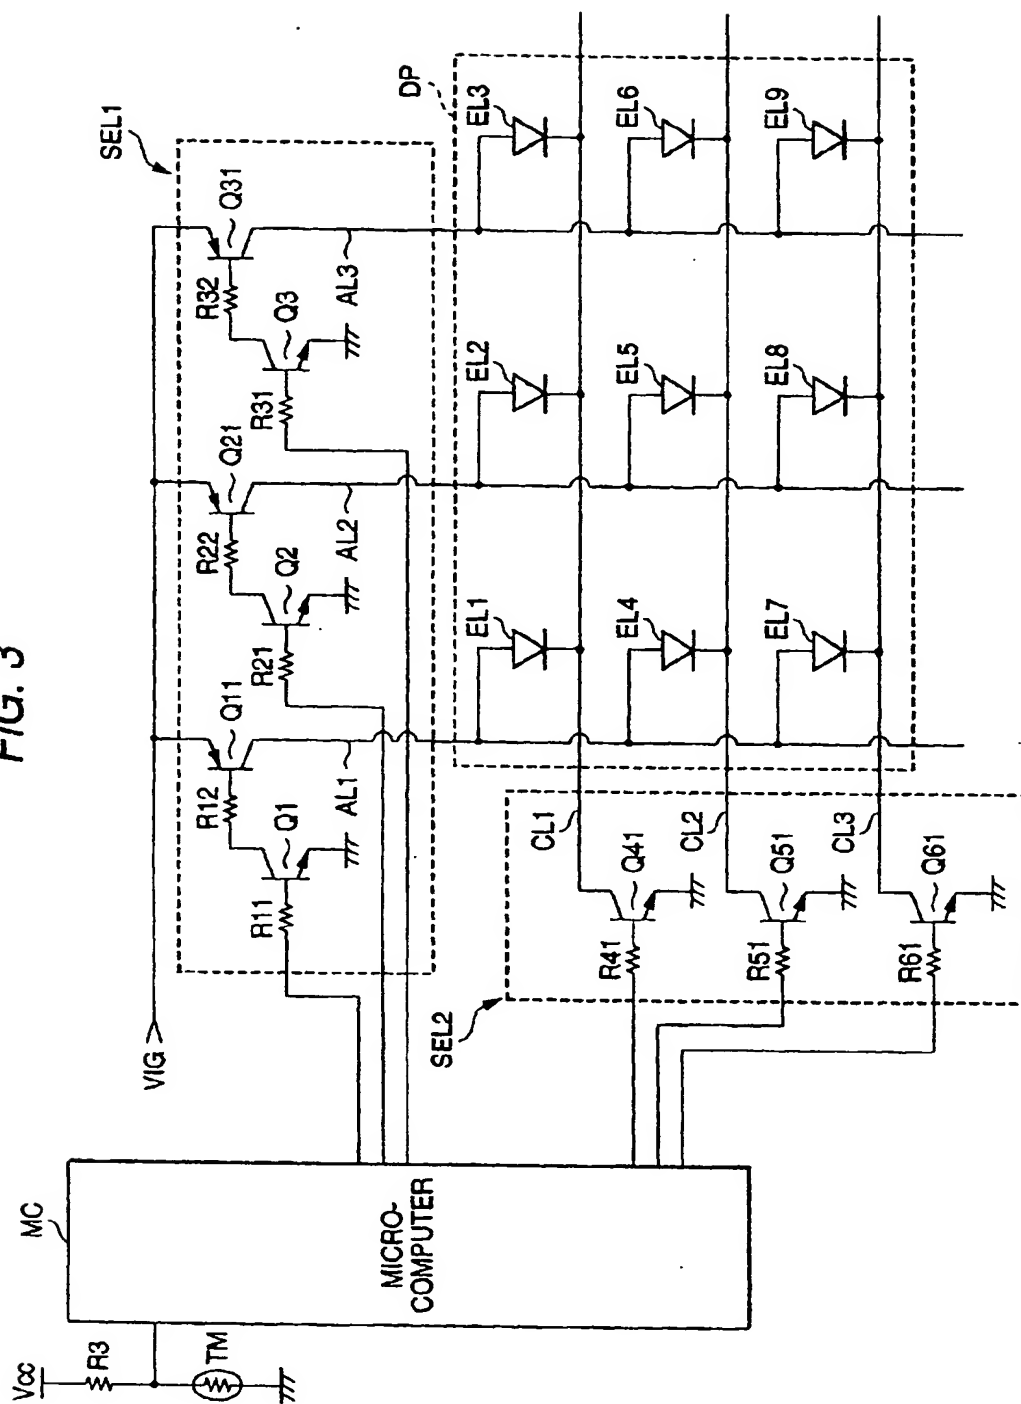 FIG. 3
SEL1
VIG
R11
Q1
R12
Q11
R21
Q2
R22
Q21
R31
Q3
R32
Q31
AL1
AL2
AL3
DP
EL1
EL2
EL3
EL4
EL5
EL6
EL7
EL8
EL9
CL1
CL2
CL3
SEL2
R41
Q41
R51
Q51
R61
Q61
MC
MICRO-
COMPUTER
Vcc
R3
TM